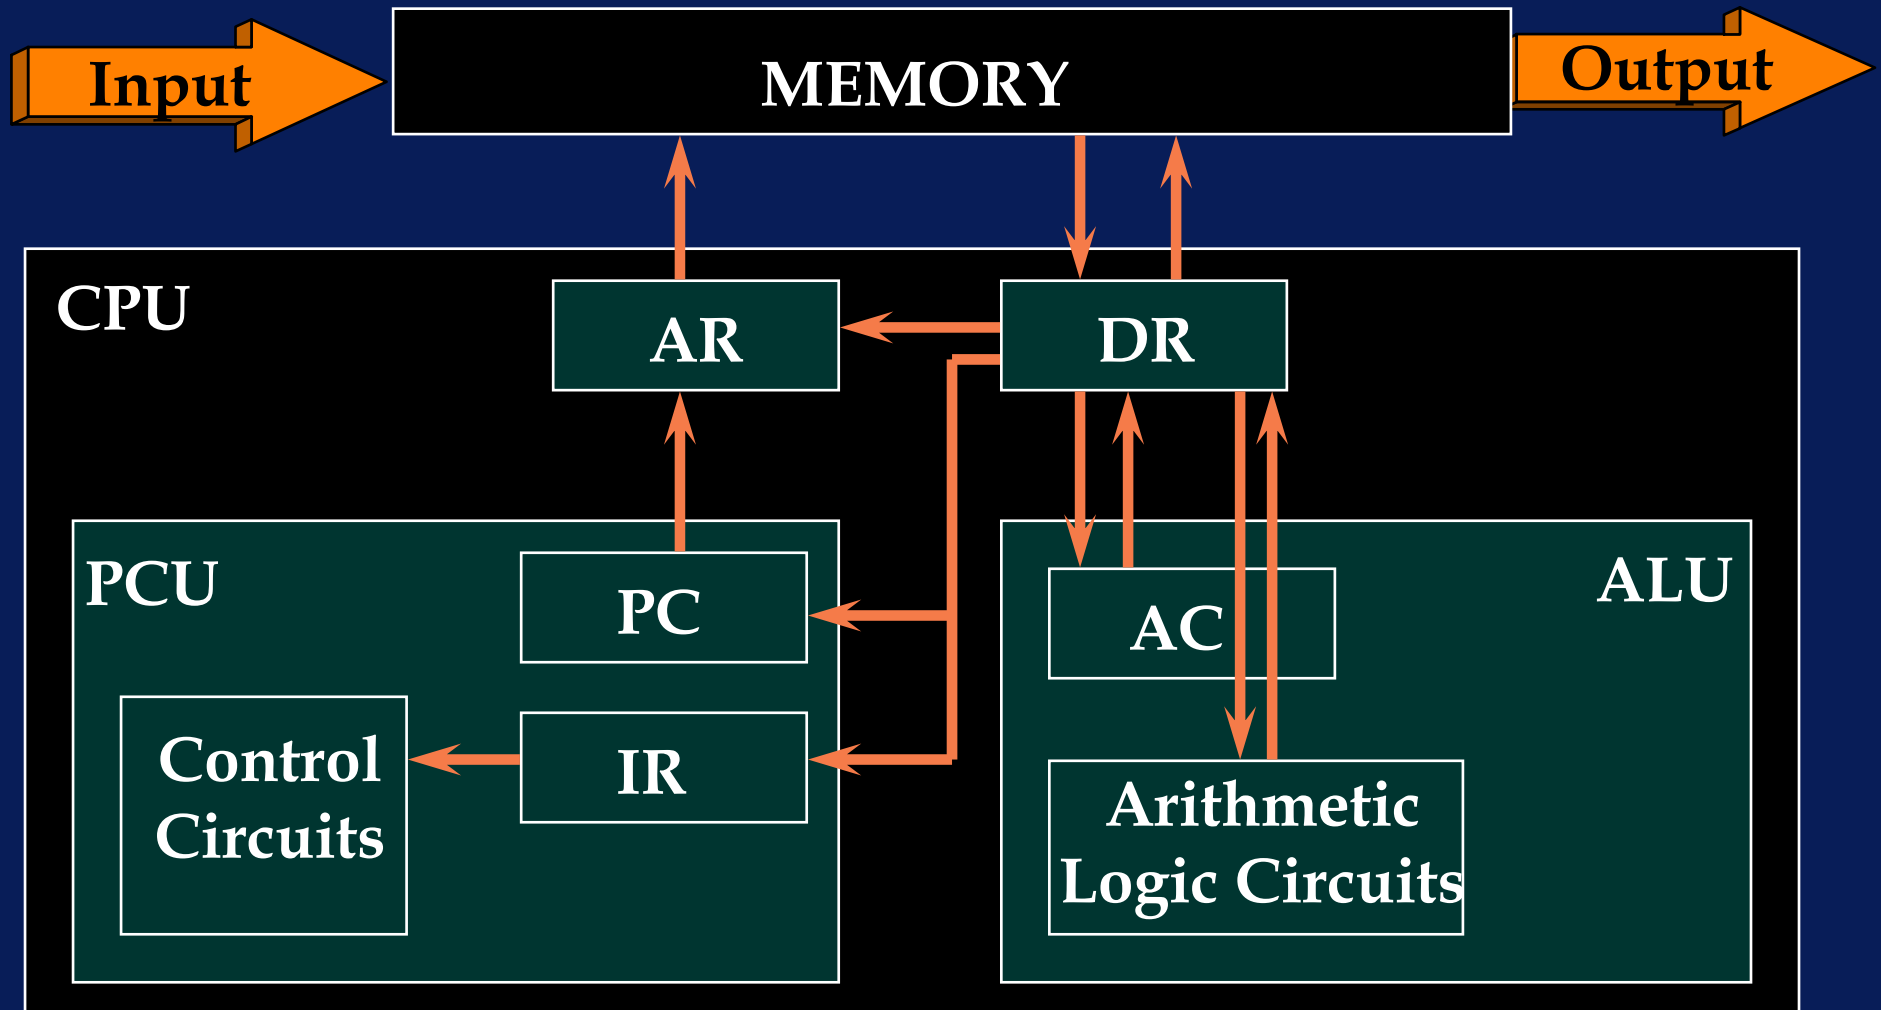 Input
MEMORY
Output
CPU
AR
DR
PCU
PC
AC
ALU
Control
Circuits
IR
Arithmetic
Logic Circuits